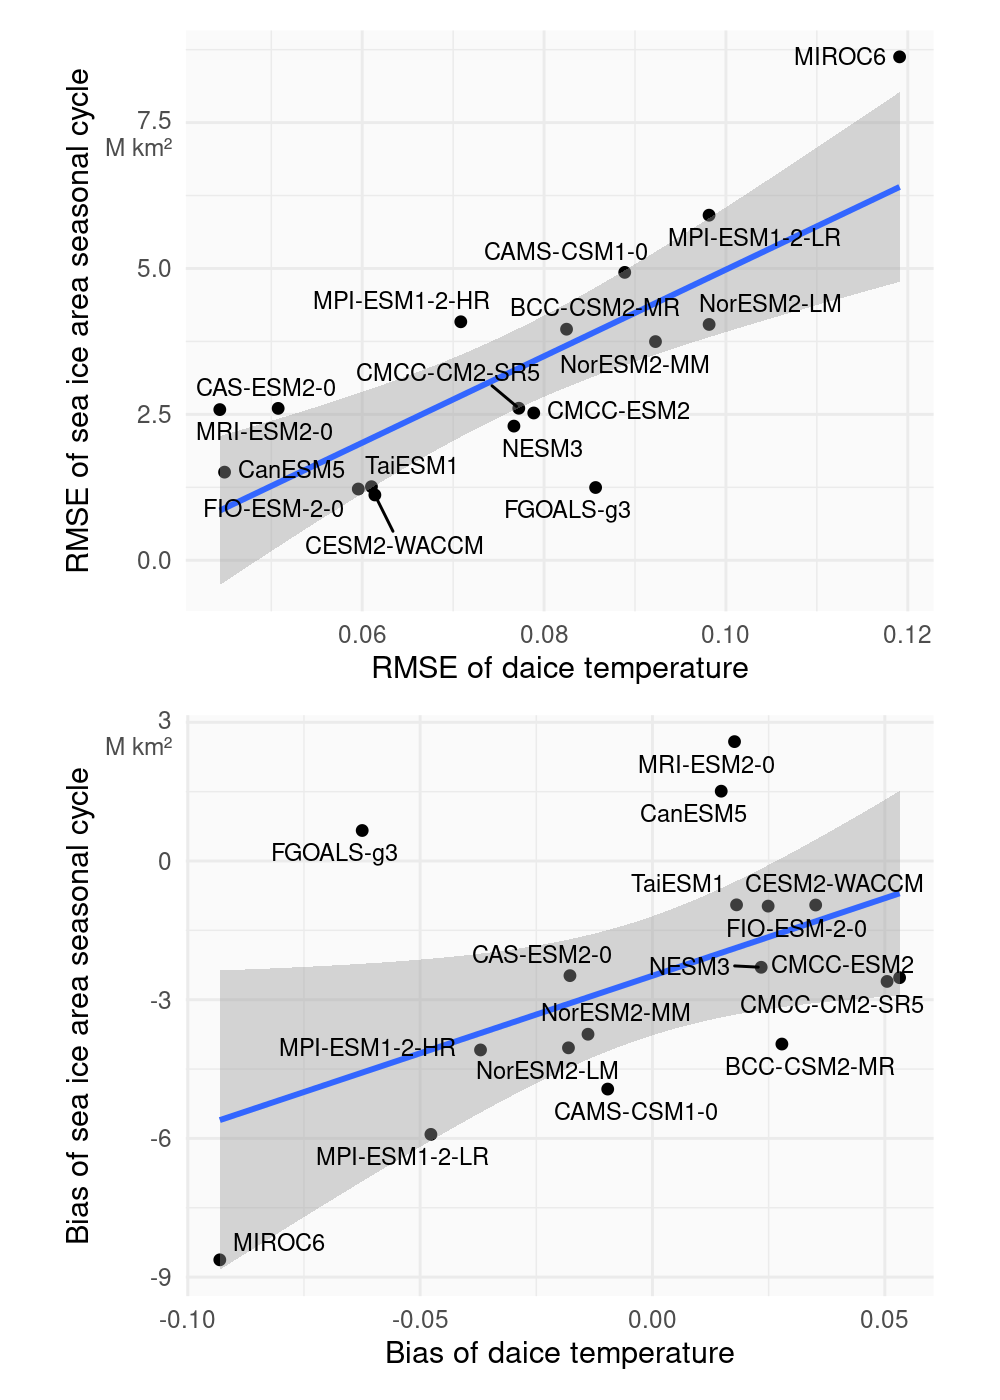 RMSE of sea ice area seasonal cycle
7.5
M km²
5.0
2.5
0.0
MIROC6
MPI-ESM1-2-LR
CAMS-CSM1-0
MPI-ESM1-2-HR
BCC-CSM2-MR
NorESM2-LM
NorESM2-MM
CMCC-CM2-SR5
CAS-ESM2-0
CMCC-ESM2
MRI-ESM2-0
NESM3
CanESM5
TaiESM1
FIO-ESM-2-0
FGOALS-g3
CESM2-WACCM
0.06
0.08
0.10
0.12
RMSE of daice temperature
Bias of sea ice area seasonal cycle
3
M km²
0
-3
-6
-9
MRI-ESM2-0
CanESM5
FGOALS-g3
TaiESM1
CESM2-WACCM
FIO-ESM-2-0
CAS-ESM2-0
NESM3
CMCC-ESM2
CMCC-CM2-SR5
NorESM2-MM
MPI-ESM1-2-HR
NorESM2-LM
BCC-CSM2-MR
CAMS-CSM1-0
MPI-ESM1-2-LR
MIROC6
-0.10
-0.05
0.00
0.05
Bias of daice temperature